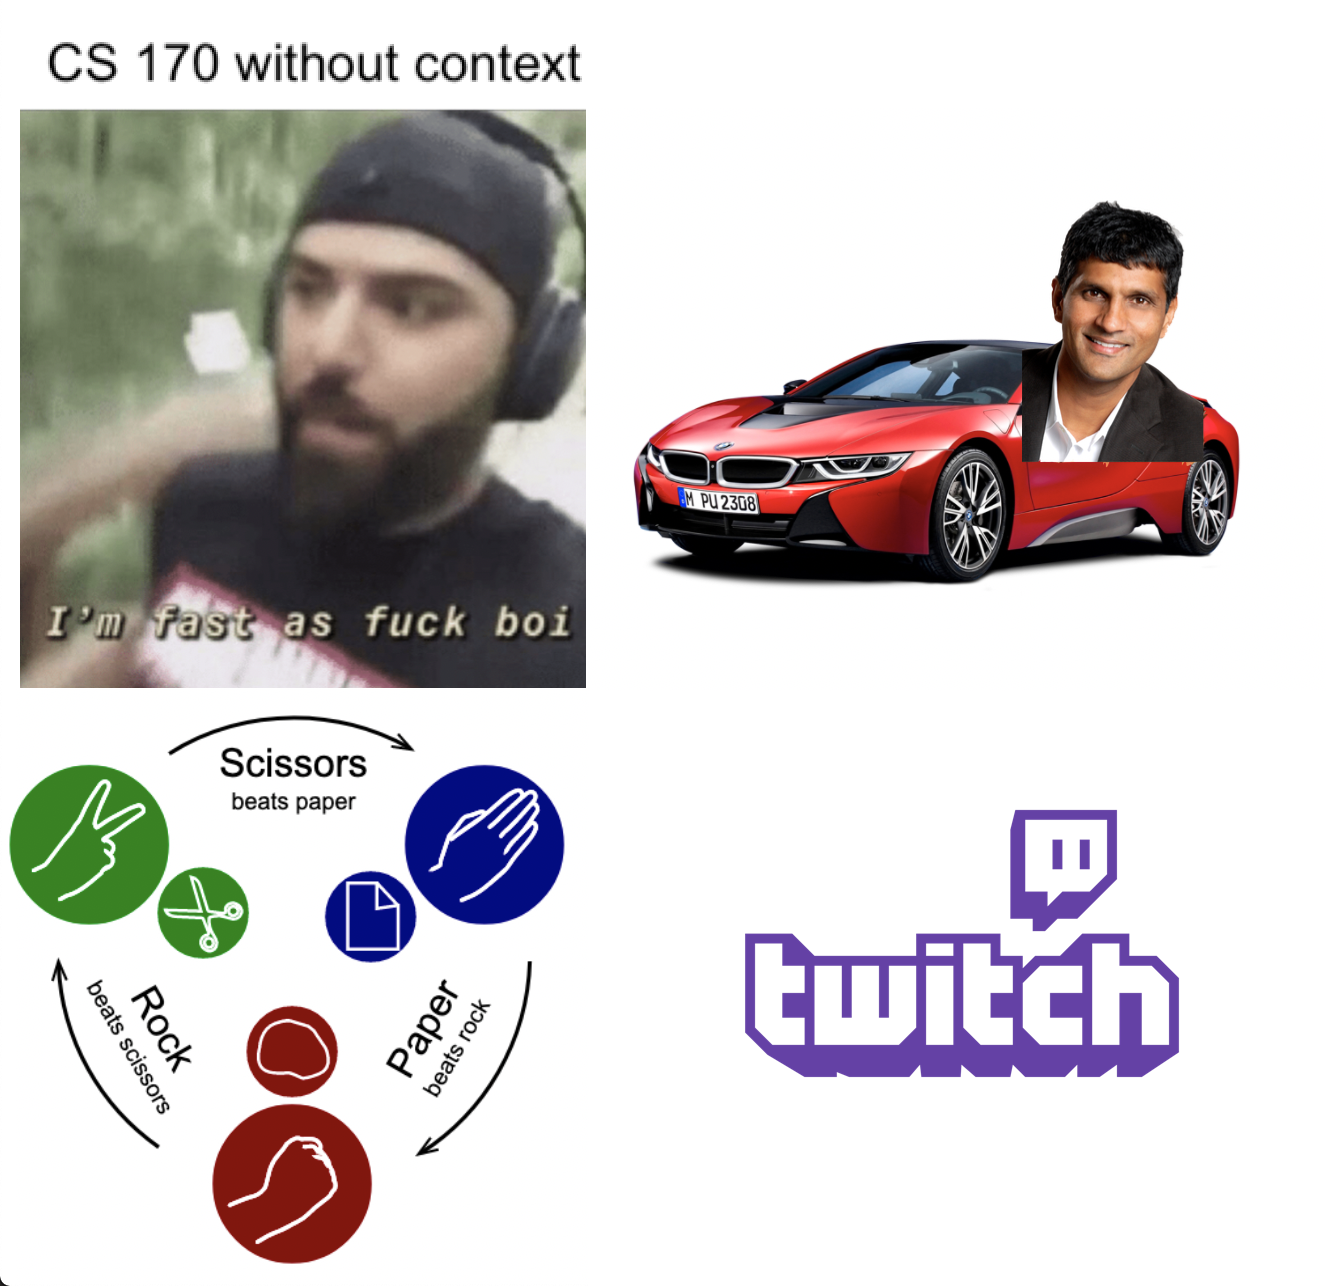 CS 170 without context
I'm fast as fuck boi
M PU 2308
Scissors
beats paper
Rock
beats scissors
Paper
beats rock
twitch